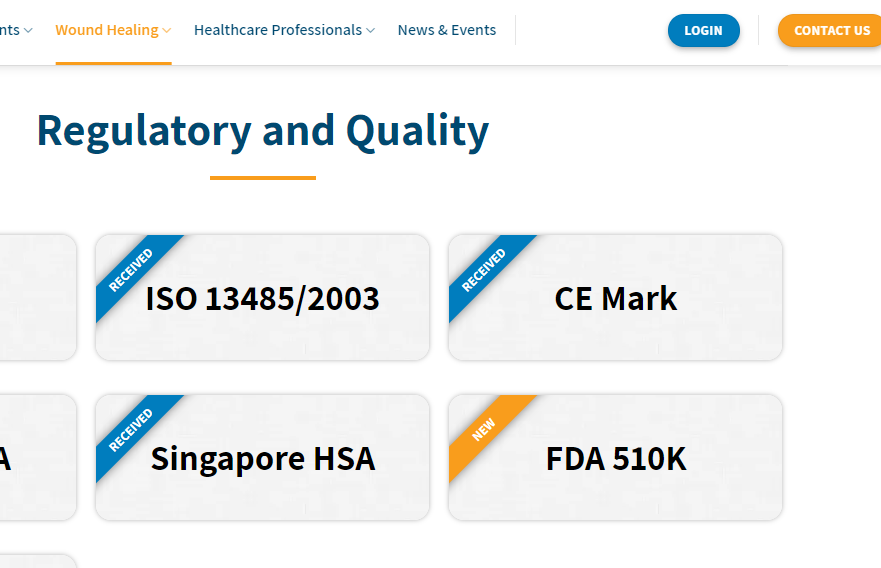 nts Wound Healing Healthcare Professionals News & Events LOGIN CONTACT US
Regulatory and Quality
RECEIVED
ISO 13485/2003
RECEIVED
CE Mark
A
RECEIVED
Singapore HSA
NEW
FDA 510K